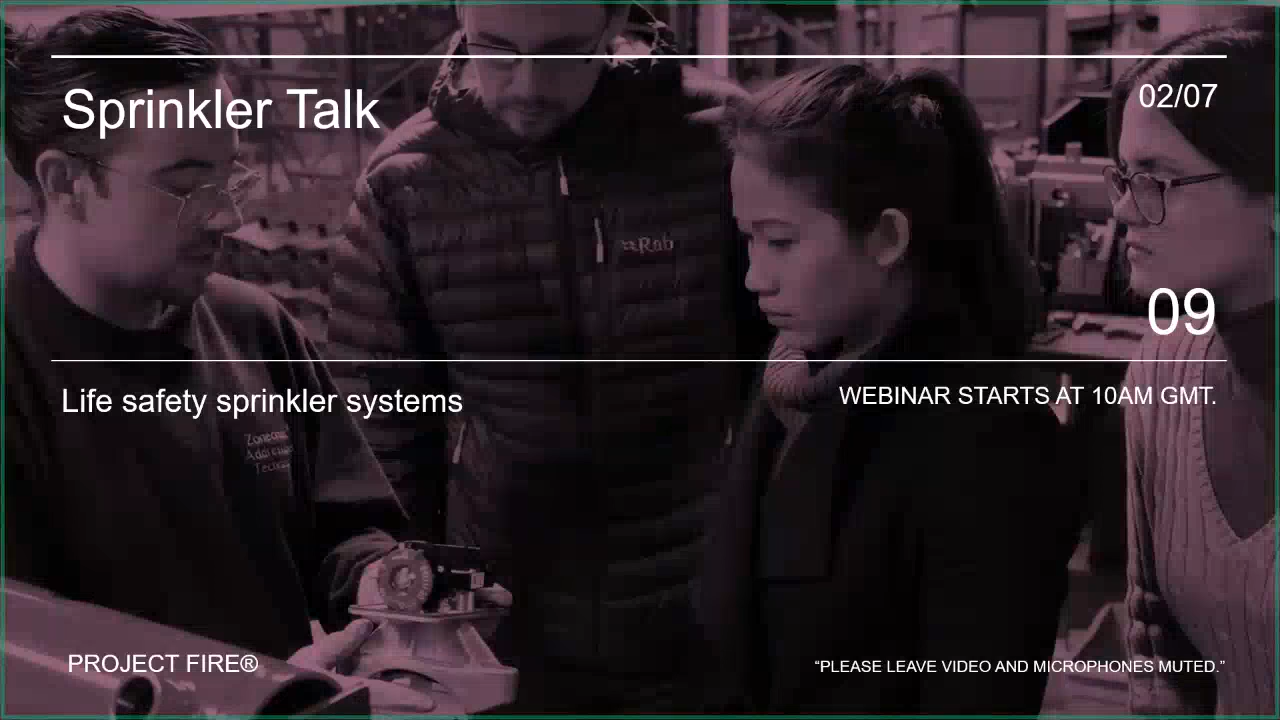 Sprinkler Talk
02/07
Rab
09
Life safety sprinkler systems
WEBINAR STARTS AT 10AM GMT.
PROJECT FIRE®
“PLEASE LEAVE VIDEO AND MICROPHONES MUTED.”